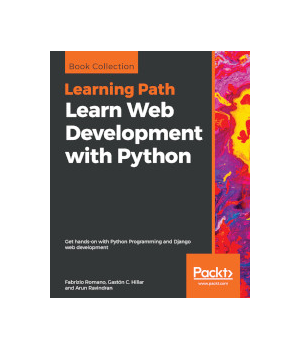 Book Collection
Learning Path
Learn Web
Development
with Python
Get hands-on with Python Programming and Django
web development
Fabrizio Romano, Gastón C. Hillar
and Arun Ravindran
Packt>
www.packt.com